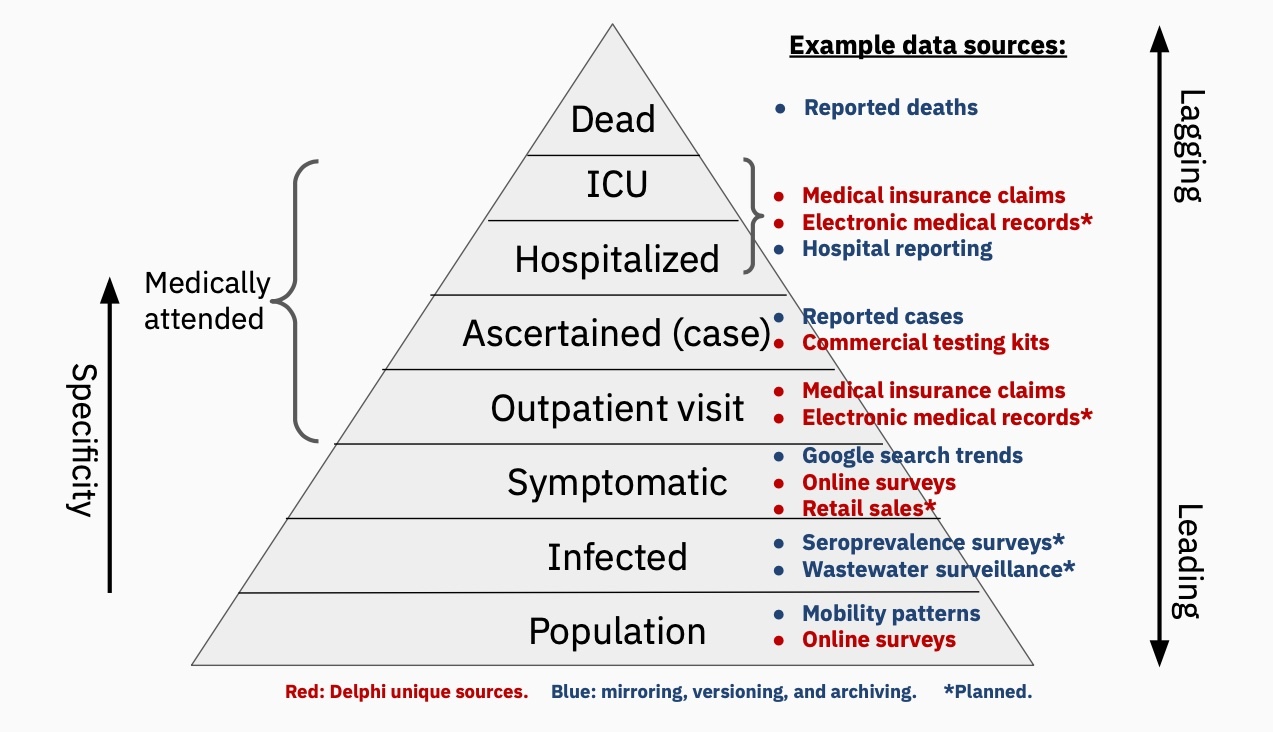 Example data sources:
Dead
• Reported deaths
Lagging
ICU
• Medical insurance claims
• Electronic medical records*
Hospitalized
• Hospital reporting
Medically
attended
Ascertained (case)
• Reported cases
• Commercial testing kits
Specificity
Outpatient visit
• Medical insurance claims
• Electronic medical records*
Symptomatic
• Google search trends
• Online surveys
• Retail sales*
Leading
Infected
• Seroprevalence surveys*
• Wastewater surveillance*
Population
• Mobility patterns
• Online surveys
Red: Delphi unique sources. Blue: mirroring, versioning, and archiving. *Planned.